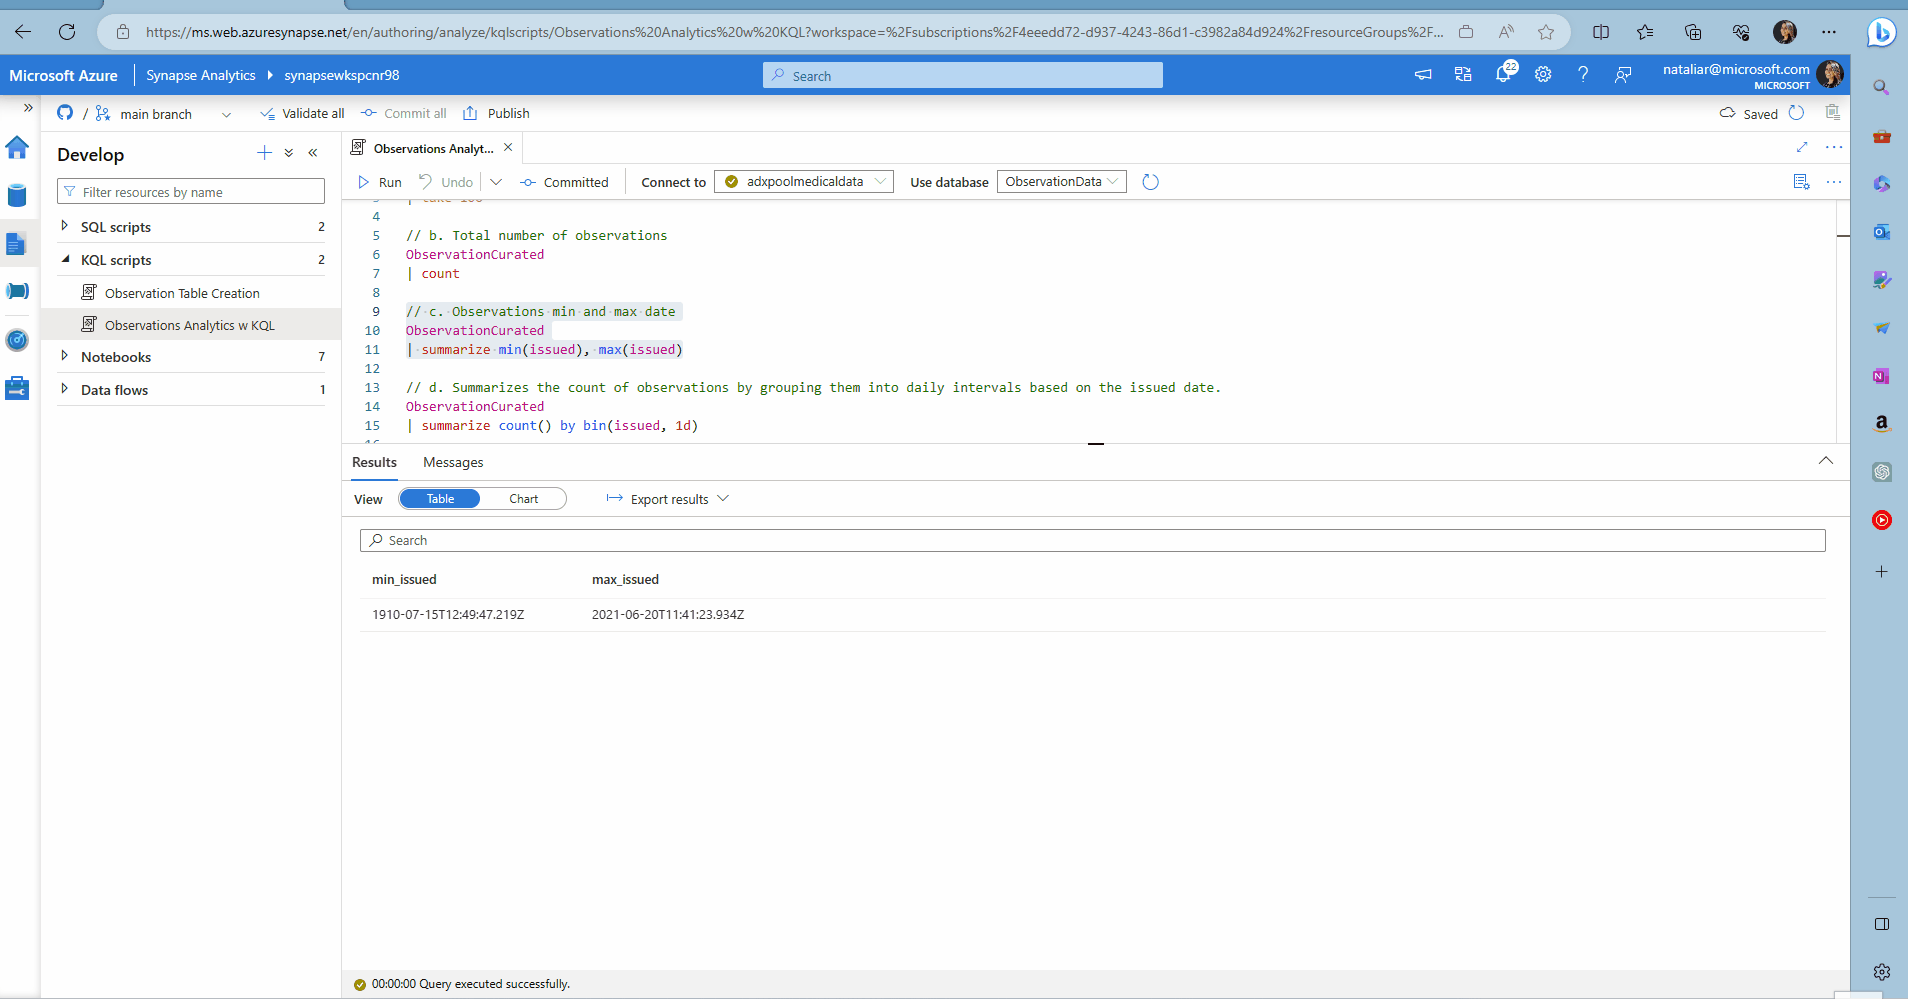 https://ms.web.azuresynapse.net/en/authoring/analyze/kqlscripts/Observations%20Analytics%20w%20KQL?workspace=%2Fsubscriptions%2F4eeedd72-d937-4243-86d1-c3982a84d924%2FresourceGroups%2F...
Microsoft Azure Synapse Analytics synapsewkspcnr98 Search 22 nataliar@microsoft.com
MICROSOFT
/ main branch Validate all Commit all Publish Saved
Develop
Filter resources by name
SQL scripts 2
KQL scripts 2
Observation Table Creation
Observations Analytics w KQL
Notebooks 7
Data flows 1
Observations Analyt...
Run Undo Committed Connect to adxpoolmedicaldata Use database ObservationData
4
5 // b. Total number of observations
6 ObservationCurated
7 | count
8
9 // c. Observations min and max date
10 ObservationCurated
11 | summarize min(issued), max(issued)
12
13 // d. Summarizes the count of observations by grouping them into daily intervals based on the issued date.
14 ObservationCurated
15 | summarize count() by bin(issued, 1d)
Results Messages
View Table Chart Export results
Search
min_issued max_issued
1910-07-15T12:49:47.219Z 2021-06-20T11:41:23.934Z
00:00:00 Query executed successfully.